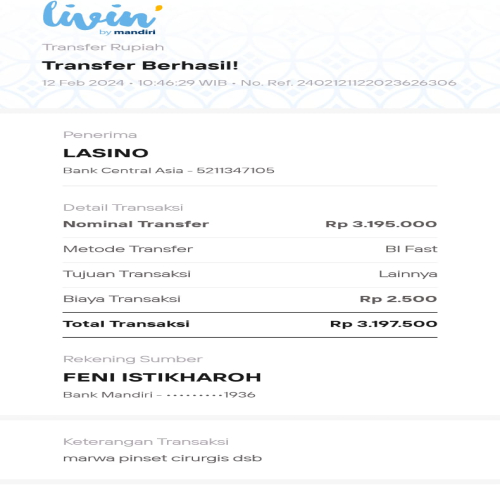 livin'
by mandiri
Transfer Rupiah
Transfer Berhasil!
12 Feb 2024 • 10:46:29 WIB • No. Ref. 2402121122023626306
Penerima
LASINO
Bank Central Asia - 5211347105
Detail Transaksi
Nominal Transfer Rp 3.195.000
Metode Transfer BI Fast
Tujuan Transaksi Lainnya
Biaya Transaksi Rp 2.500
Total Transaksi Rp 3.197.500
Rekening Sumber
FENI ISTIKHAROH
Bank Mandiri - •••••••••1936
Keterangan Transaksi
marwa pinset cirurgis dsb